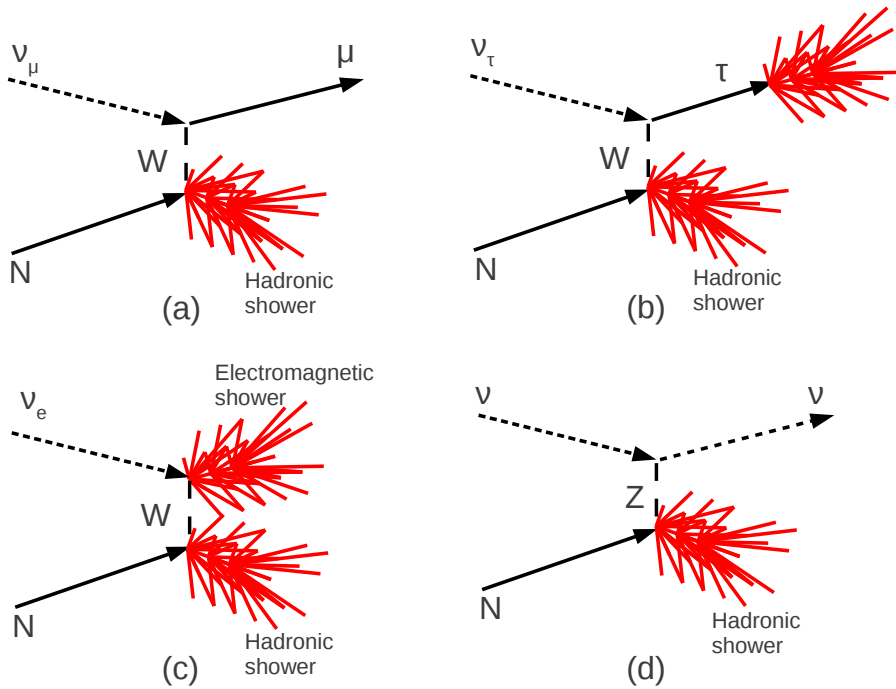 ν_μ
μ
W
N
Hadronic
shower
(a)
ν_τ
τ
W
N
Hadronic
shower
(b)
Electromagnetic
shower
ν_e
W
N
Hadronic
shower
(c)
ν
ν
Z
N
Hadronic
shower
(d)